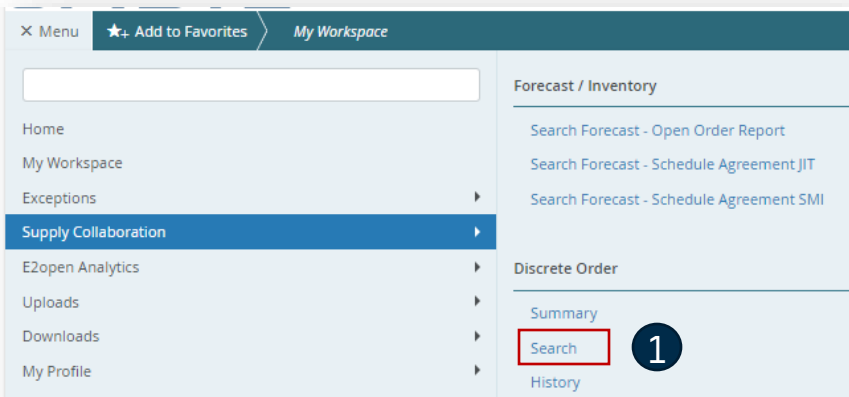 × Menu ★+ Add to Favorites My Workspace
Home
My Workspace
Exceptions
Supply Collaboration
E2open Analytics
Uploads
Downloads
My Profile
Forecast / Inventory
Search Forecast - Open Order Report
Search Forecast - Schedule Agreement JIT
Search Forecast - Schedule Agreement SMI
Discrete Order
Summary
Search 1
History